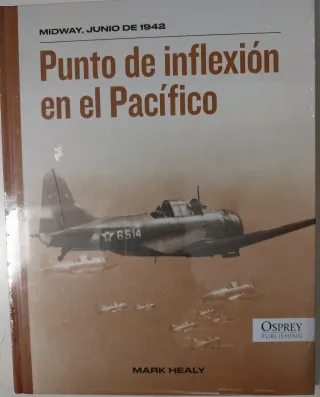 MIDWAY, JUNIO DE 1942
Punto de inflexión
en el Pacífico
6614
OSPREY
PUBLISHING
MARK HEALY